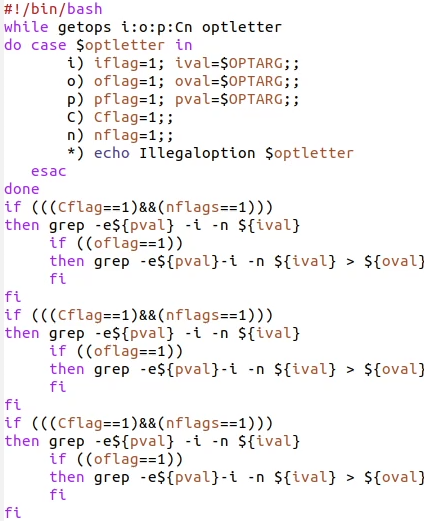 #!/bin/bash
while getops i:o:p:Cn optletter
do case $optletter in
i) iflag=1; ival=$OPTARG;;
o) oflag=1; oval=$OPTARG;;
p) pflag=1; pval=$OPTARG;;
C) Cflag=1;;
n) nflag=1;;
*) echo Illegaloption $optletter
esac
done
if (((Cflag==1)&&(nflags==1)))
then grep -e${pval} -i -n ${ival}
if ((oflag==1))
then grep -e${pval}-i -n ${ival} > ${oval}
fi
fi
if (((Cflag==1)&&(nflags==1)))
then grep -e${pval} -i -n ${ival}
if ((oflag==1))
then grep -e${pval}-i -n ${ival} > ${oval}
fi
fi
if (((Cflag==1)&&(nflags==1)))
then grep -e${pval} -i -n ${ival}
if ((oflag==1))
then grep -e${pval}-i -n ${ival} > ${oval}
fi
fi